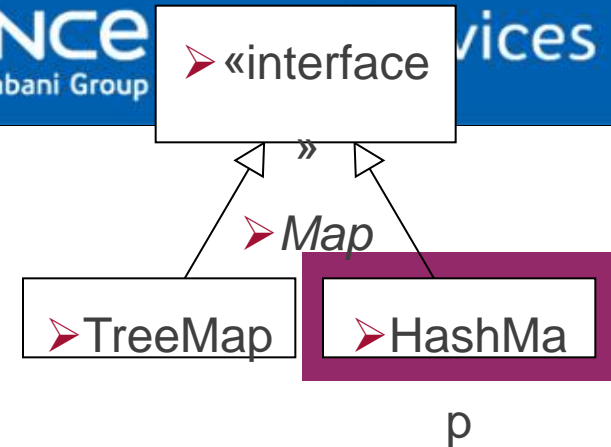 NCe
vices
bani Group
➢ «interface
»
➢ Map
➢ TreeMap
➢ HashMa
p